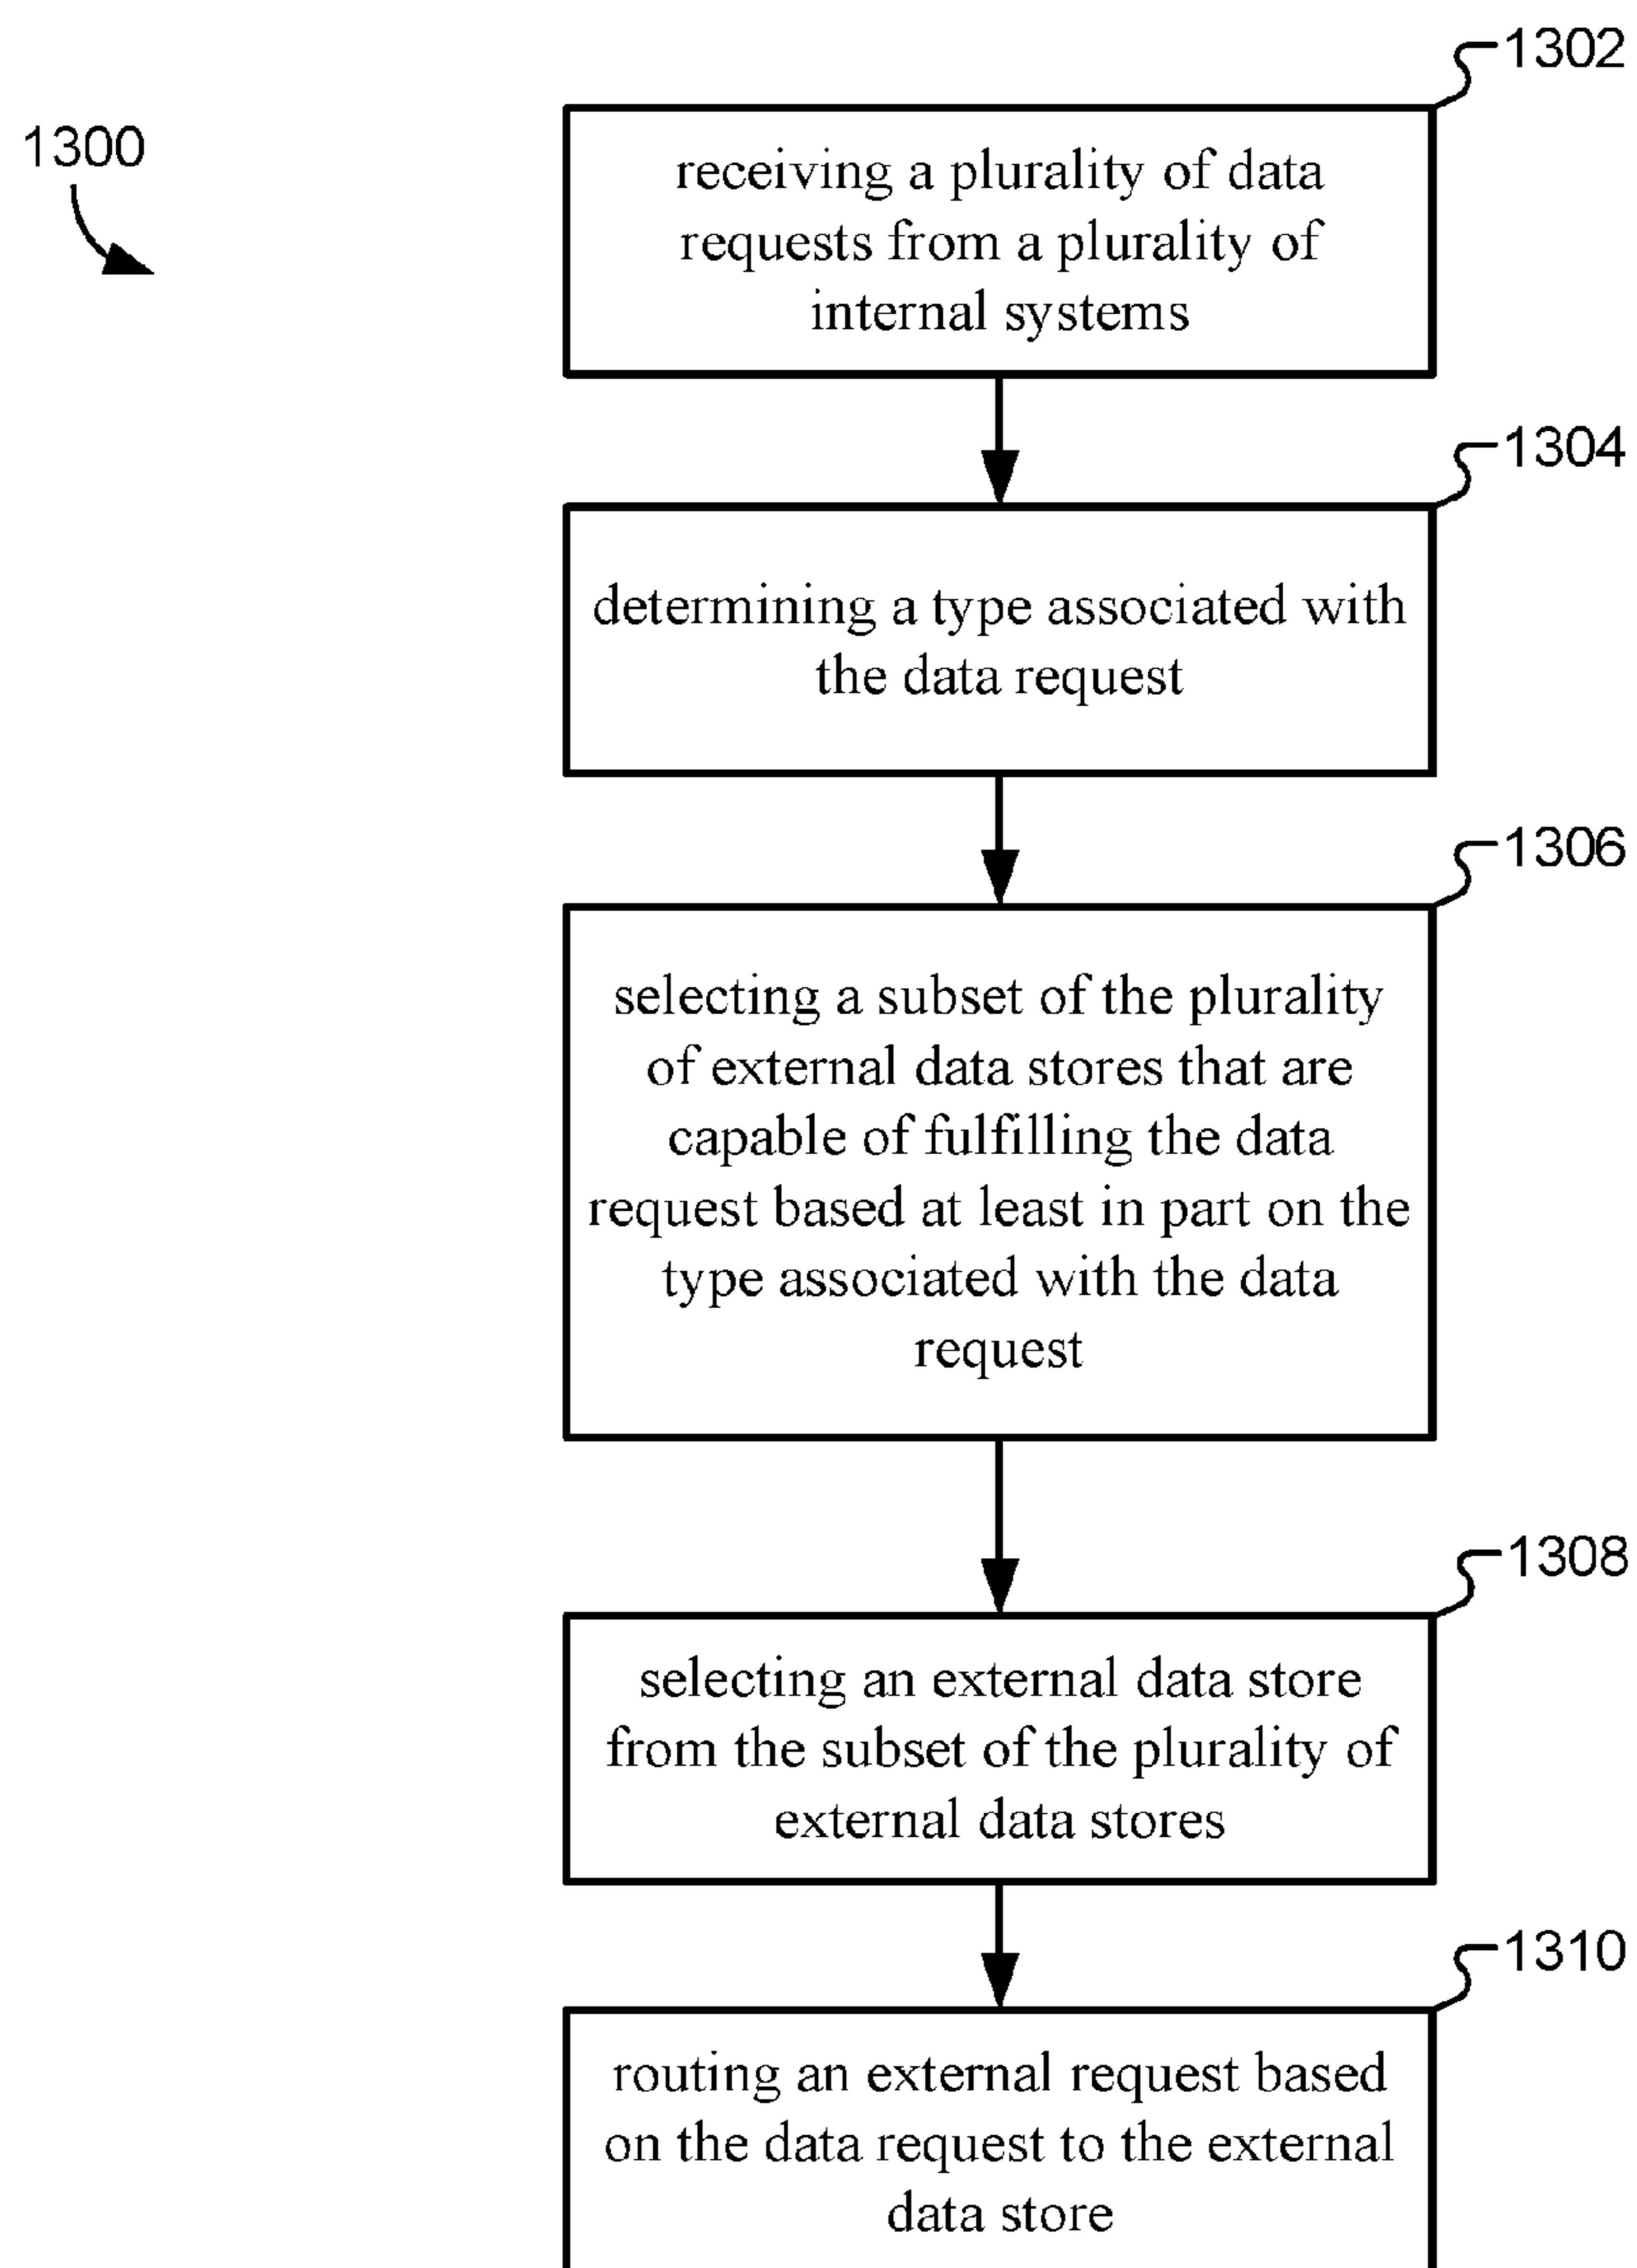 1300
1302
receiving a plurality of data
requests from a plurality of
internal systems
1304
determining a type associated with
the data request
1306
selecting a subset of the plurality
of external data stores that are
capable of fulfilling the data
request based at least in part on the
type associated with the data
request
1308
selecting an external data store
from the subset of the plurality of
external data stores
1310
routing an external request based
on the data request to the external
data store